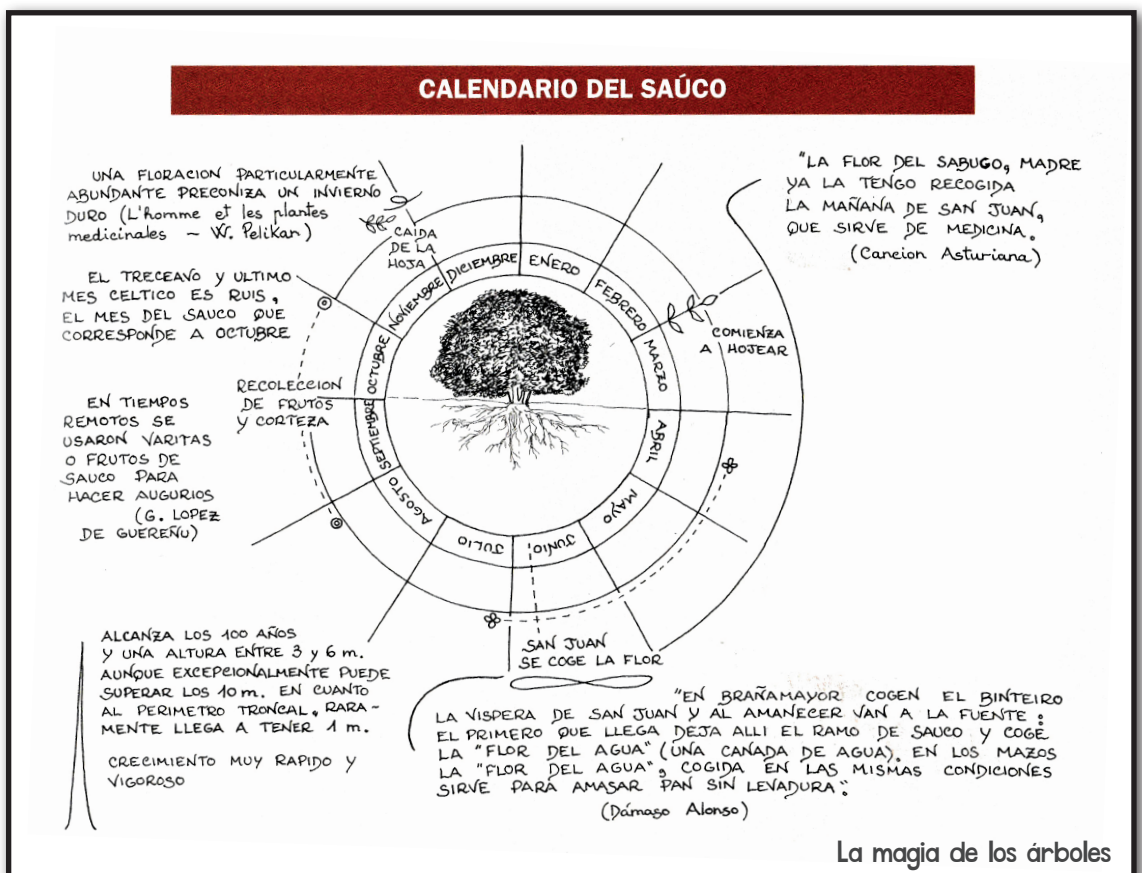 CALENDARIO DEL SAÚCO
UNA FLORACION PARTICULARMENTE
ABUNDANTE PRECONIZA UN INVIERNO
DURO (L'homme et les plantes
medicinales ~ W. Pelikan)
EL TRECEAVO Y ULTIMO
MES CELTICO ES RUIS,
EL MES DEL SAUCO QUE
CORRESPONDE A OCTUBRE
EN TIEMPOS
REMOTOS SE
USARON VARITAS
O FRUTOS DE
SAUCO PARA
HACER AUGURIOS
(G. LOPEZ
DE GUEREÑU)
"LA FLOR DEL SABUGO, MADRE
YA LA TENGO RECOGIDA
LA MAÑANA DE SAN JUAN,
QUE SIRVE DE MEDICINA.
(Cancion Asturiana)
CAIDA
DE LA
HOJA
COMIENZA
A HOJEAR
RECOLECCION
DE FRUTOS
Y CORTEZA
ENERO
FEBRERO
MARZO
ABRIL
MAYO
JUNIO
JULIO
AGOSTO
SEPTIEMBRE
OCTUBRE
NOVIEMBRE
DICIEMBRE
SAN JUAN
SE COGE LA FLOR
ALCANZA LOS 100 AÑOS
Y UNA ALTURA ENTRE 3 y 6 m.
AUNQUE EXCEPCIONALMENTE PUEDE
SUPERAR LOS 10 m. EN CUANTO
AL PERIMETRO TRONCAL, RARA-
MENTE LLEGA A TENER 1 m.
CRECIMIENTO MUY RAPIDO Y
VIGOROSO
"EN BRAÑAMAYOR COGEN EL BINTEIRO
LA VISPERA DE SAN JUAN Y AL AMANECER VAN A LA FUENTE:
EL PRIMERO QUE LLEGA DEJA ALLI EL RAMO DE SAUCO Y COGE
LA "FLOR DEL AGUA" (UNA CAÑADA DE AGUA). EN LOS MAZOS
LA "FLOR DEL AGUA", COGIDA EN LAS MISMAS CONDICIONES
SIRVE PARA AMASAR PAN SIN LEVADURA."
(Dámaso Alonso)
La magia de los árboles